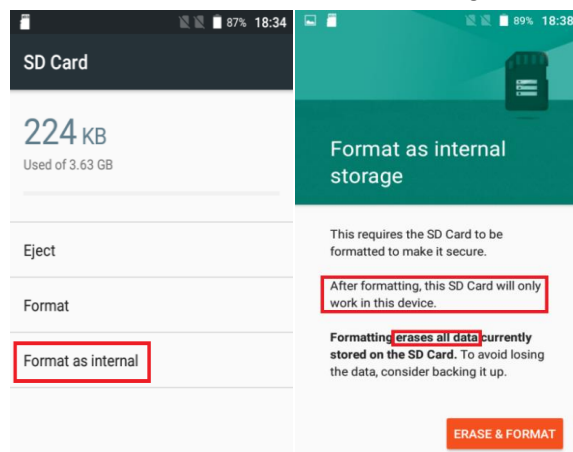 87% 18:34
SD Card
224 KB
Used of 3.63 GB
Eject
Format
Format as internal
89% 18:38
Format as internal
storage
This requires the SD Card to be
formatted to make it secure.
After formatting, this SD Card will only
work in this device.
Formatting erases all data currently
stored on the SD Card. To avoid losing
the data, consider backing it up.
ERASE & FORMAT